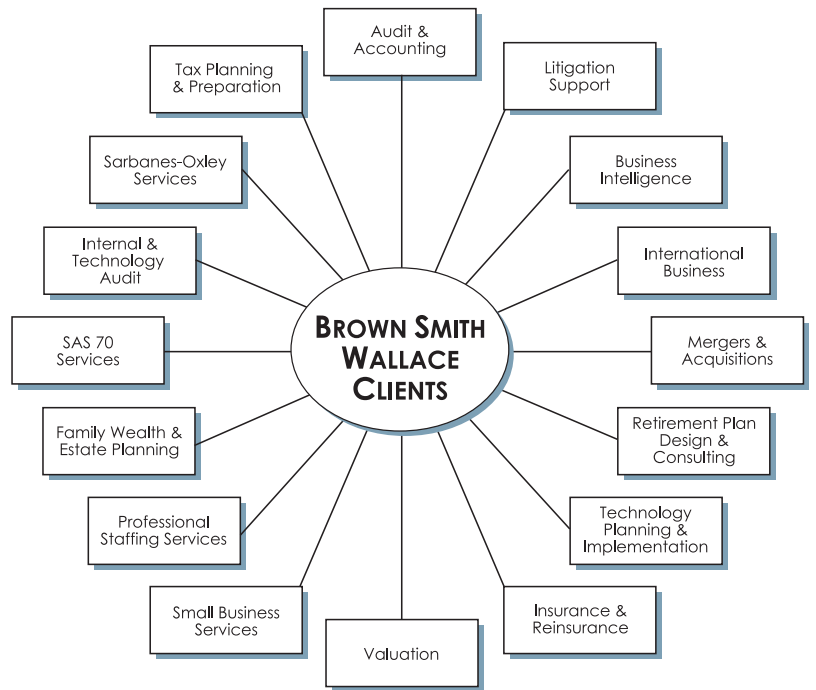 Audit &
Accounting
Tax Planning
& Preparation
Litigation
Support
Sarbanes-Oxley
Services
Business
Intelligence
Internal &
Technology
Audit
International
Business
BROWN SMITH
WALLACE
CLIENTS
SAS 70
Services
Mergers &
Acquisitions
Family Wealth &
Estate Planning
Retirement Plan
Design &
Consulting
Professional
Staffing Services
Technology
Planning &
Implementation
Small Business
Services
Insurance &
Reinsurance
Valuation